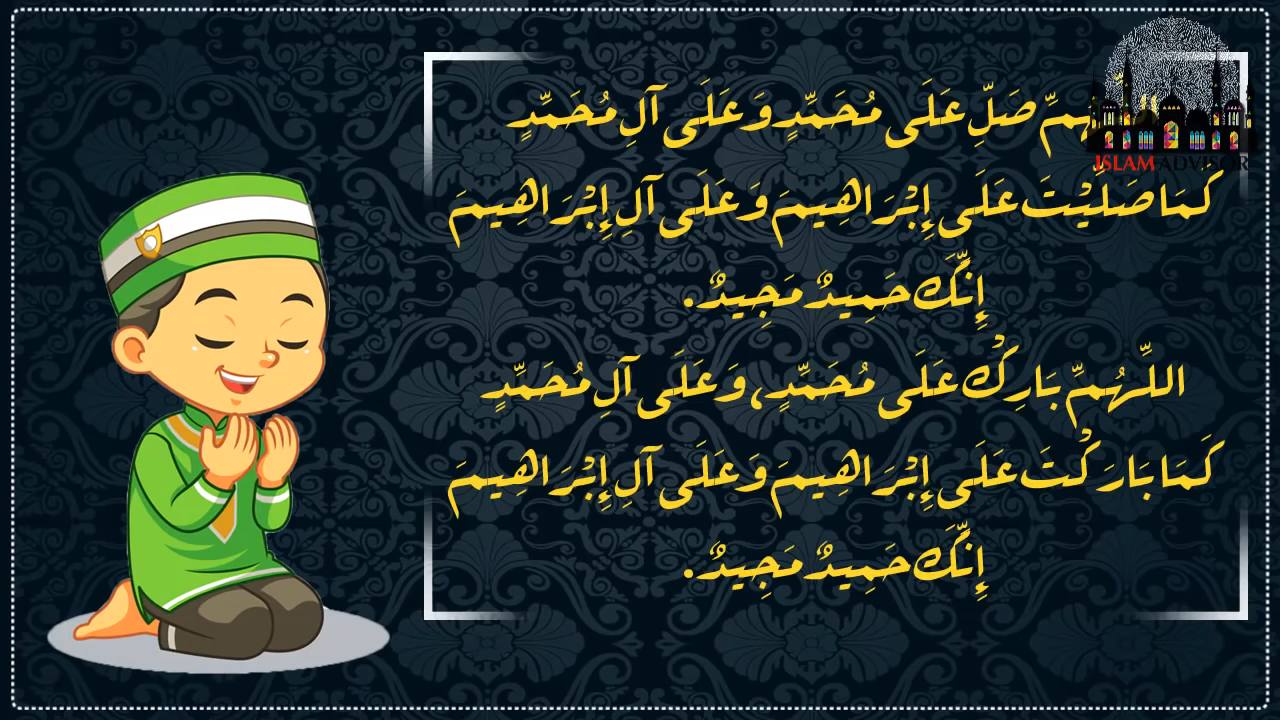 صَلِّ عَلَى مُحَمَّدٍ وَعَلَى آلِ مُحَمَّدٍ
كَمَا صَلَيْتَ عَلَى إِبْرَاهِيمَ وَعَلَى آلِ إِبْرَاهِيمَ
إِنَّكَ حَمِيدٌ مَجِيدٌ.
اللَّهُمَّ بَارِكْ عَلَى مُحَمَّدٍ، وَعَلَى آلِ مُحَمَّدٍ
كَمَا بَارَكْتَ عَلَى إِبْرَاهِيمَ وَعَلَى آلِ إِبْرَاهِيمَ
إِنَّكَ حَمِيدٌ مَجِيدٌ.
ISLAM ADVISOR